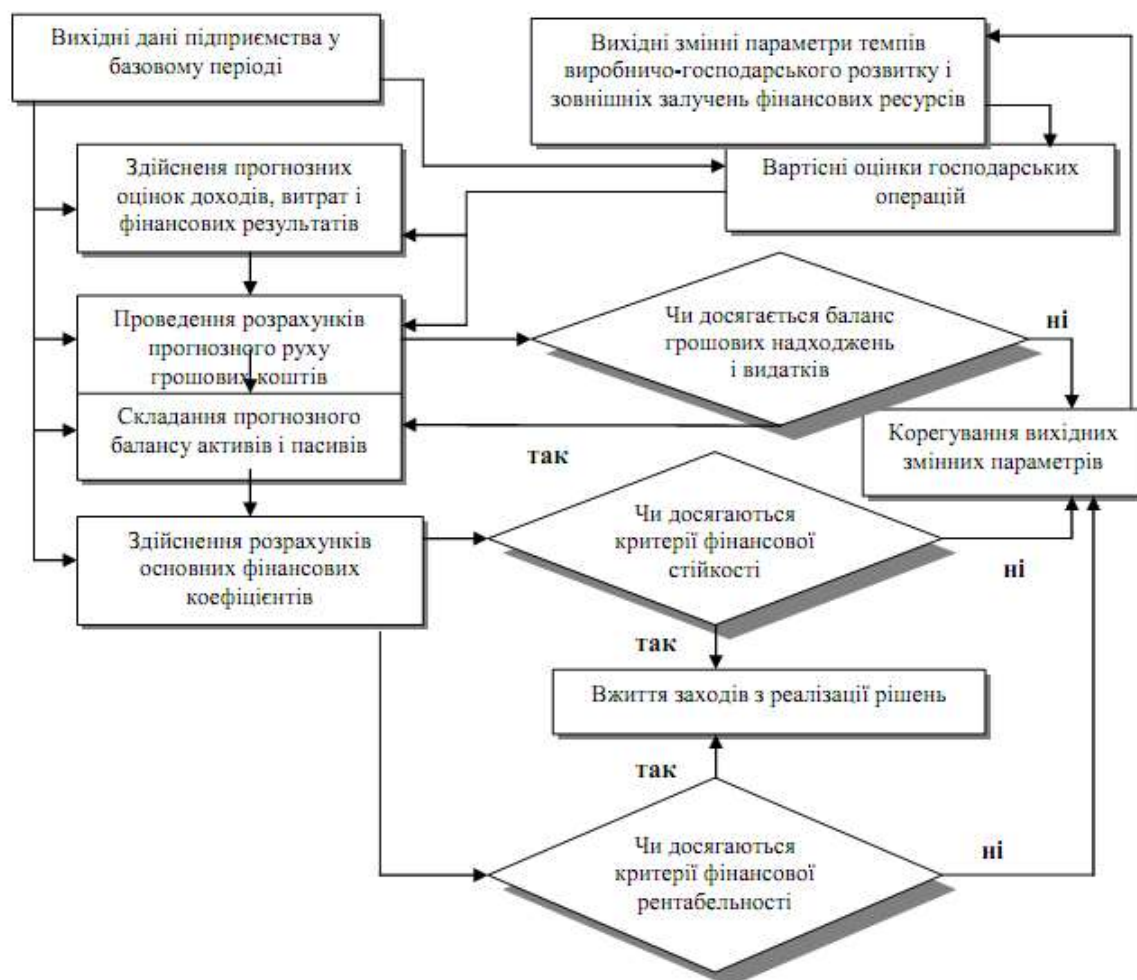 Вихідні дані підприємства у
базовому періоді
Вихідні змінні параметри темпів
виробничо-господарського розвитку і
зовнішніх залучень фінансових ресурсів
Здійсненя прогнозних
оцінок доходів, витрат і
фінансових результатів
Вартісні оцінки господарських
операцій
Проведення розрахунків
прогнозного руху
грошових коштів
Чи досягається баланс
грошових надходжень
і видатків
ні
Складання прогнозного
балансу активів і пасивів
так
Корегування вихідних
змінних параметрів
Здійснення розрахунків
основних фінансових
коефіцієнтів
Чи досягаються
критерії фінансової
стійкості
ні
так
Вжиття заходів з реалізації рішень
так
Чи досягаються
критерії фінансової
рентабельності
ні